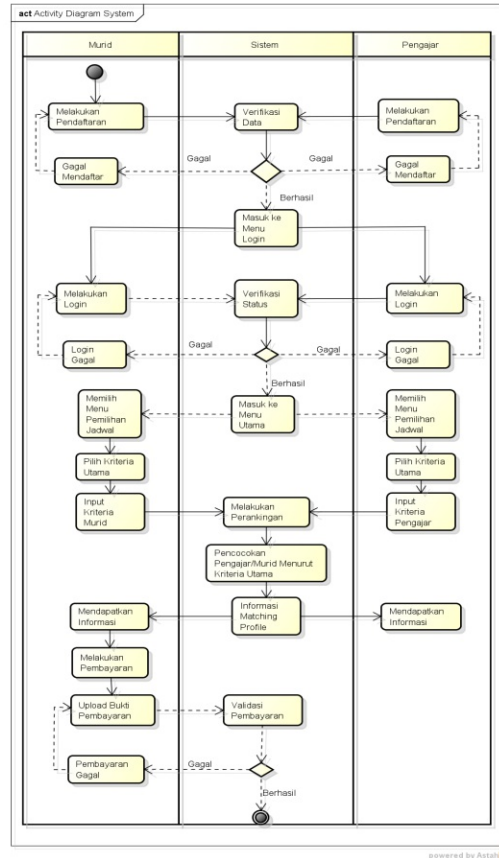 act Activity Diagram System
Murid
Sistem
Pengajar
Melakukan
Pendaftaran
Verifikasi
Data
Melakukan
Pendaftaran
Gagal
Mendaftar
Gagal
Gagal
Gagal
Mendaftar
Berhasil
Masuk ke
Menu
Login
Melakukan
Login
Verifikasi
Status
Melakukan
Login
Login
Gagal
Gagal
Gagal
Login
Gagal
Berhasil
Memilih
Menu
Pemilihan
Jadwal
Masuk ke
Menu
Utama
Memilih
Menu
Pemilihan
Jadwal
Pilih Kriteria
Utama
Pilih Kriteria
Utama
Input
Kriteria
Murid
Melakukan
Perankingan
Input
Kriteria
Pengajar
Pencocokan
Pengajar/Murid Menurut
Kriteria Utama
Mendapatkan
Informasi
Informasi
Matching
Profile
Mendapatkan
Informasi
Melakukan
Pembayaran
Upload Bukti
Pembayaran
Validasi
Pembayaran
Pembayaran
Gagal
Gagal
Berhasil
powered by Astah